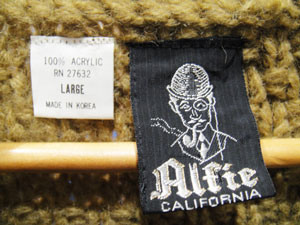 100% ACRYLIC
RN 27632
LARGE
MADE IN KOREA
Alfie
CALIFORNIA